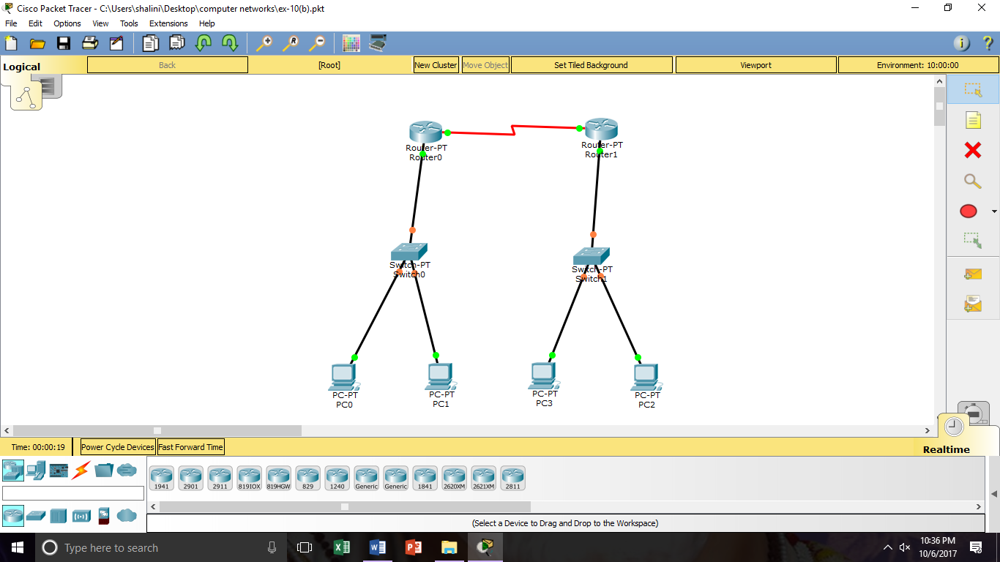 Cisco Packet Tracer - C:\Users\shalini\Desktop\computer networks\ex-10(b).pkt
File Edit Options View Tools Extensions Help
Logical Back [Root] New Cluster Move Object Set Tiled Background Viewport Environment: 10:00:00
Router-PT
Router0
Router-PT
Router1
Switch-PT
Switch0
Switch-PT
Switch1
PC-PT
PC0
PC-PT
PC1
PC-PT
PC3
PC-PT
PC2
Time: 00:00:19 Power Cycle Devices Fast Forward Time
Realtime
1941 2901 2911 819IOX 819HGW 829 1240 Generic Generic 1841 2620XM 2621XM 2811
(Select a Device to Drag and Drop to the Workspace)
Type here to search
10:36 PM
10/6/2017